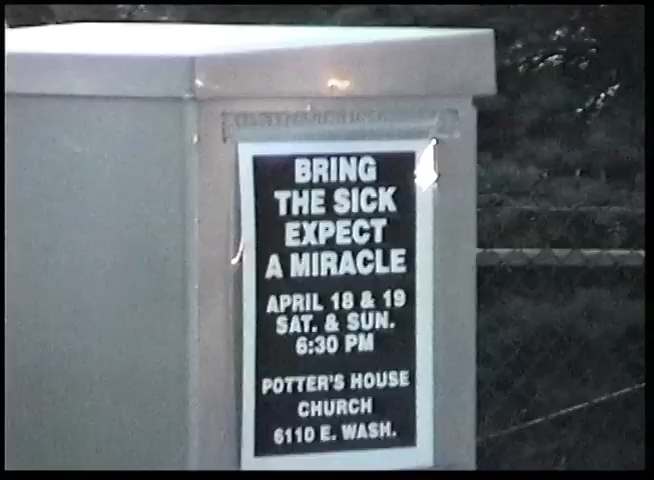 BRING
THE SICK
EXPECT
A MIRACLE
APRIL 18 & 19
SAT. & SUN.
6:30 PM
POTTER'S HOUSE
CHURCH
6110 E. WASH.